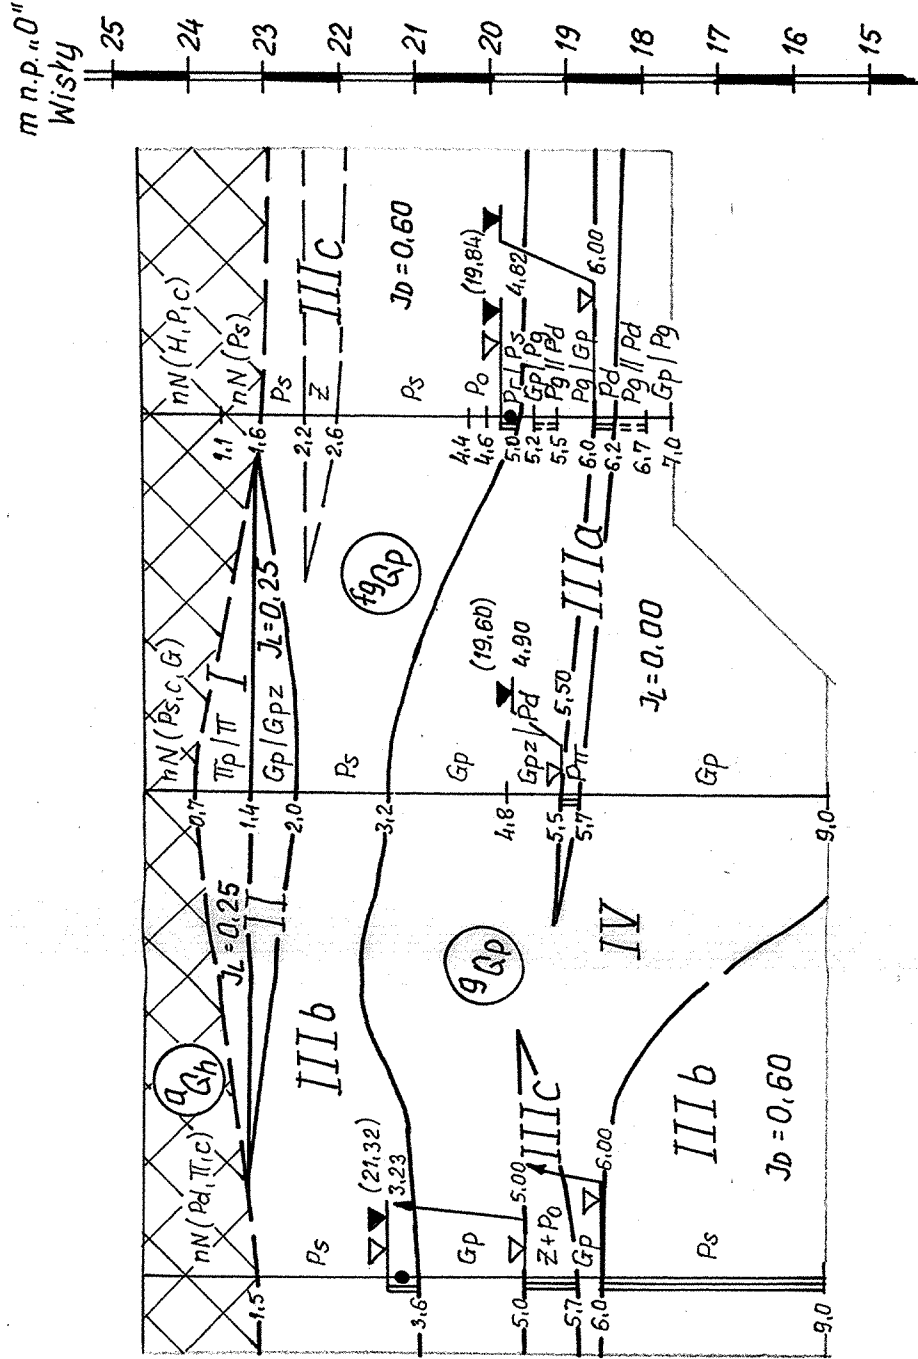 m n.p. „0"
Wisły
25
24
23
22
21
20
19
18
17
16
15
nN (Pd, π, c)
1,5
Ps
(21,32)
3,23
3,6
Gp
5,0
5,00
Z+Po
5,7
Gp
6,0
6,00
Ps
9,0
aQh
JL=0,25
II
IIIb
gQp
IIIc
IV
IIIb
JD=0,60
nN (Ps, c, G)
0,7
πp/π
I
1,4
Gp/Gpz
JL=0,25
2,0
Ps
3,2
Gp
(19,60)
4,90
4,8
Gpz/Pd
5,50
5,5
Pπ
5,7
Gp
9,0
fgQp
IIIa
JL=0,00
nN (H, P, c)
1,1
nN (Ps)
1,6
Ps
2,2
Z
IIIc
2,6
Ps
JD=0,60
4,4
Po
4,6
(19,84)
Pr/Ps
4,82
5,0
Gp/Pg
5,2
Pg//Pd
5,5
Pg/Gp
6,00
6,0
Pd
6,2
Pg//Pd
6,7
Gp/Pg
7,0